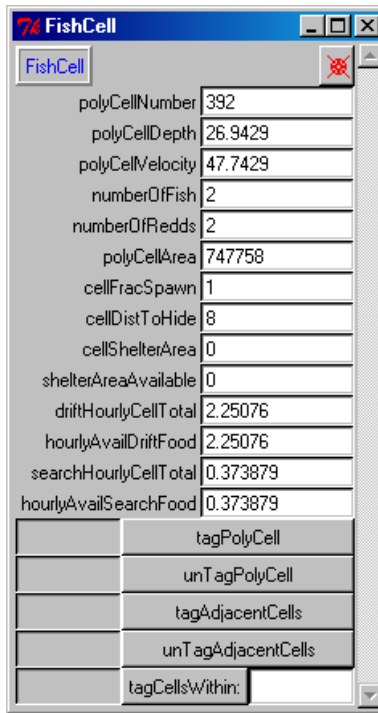 FishCell
FishCell
polyCellNumber 392
polyCellDepth 26.9429
polyCellVelocity 47.7429
numberOfFish 2
numberOfRedds 2
polyCellArea 747758
cellFracSpawn 1
cellDistToHide 8
cellShelterArea 0
shelterAreaAvailable 0
driftHourlyCellTotal 2.25076
hourlyAvailDriftFood 2.25076
searchHourlyCellTotal 0.373879
hourlyAvailSearchFood 0.373879
tagPolyCell
unTagPolyCell
tagAdjacentCells
unTagAdjacentCells
tagCellsWithin: